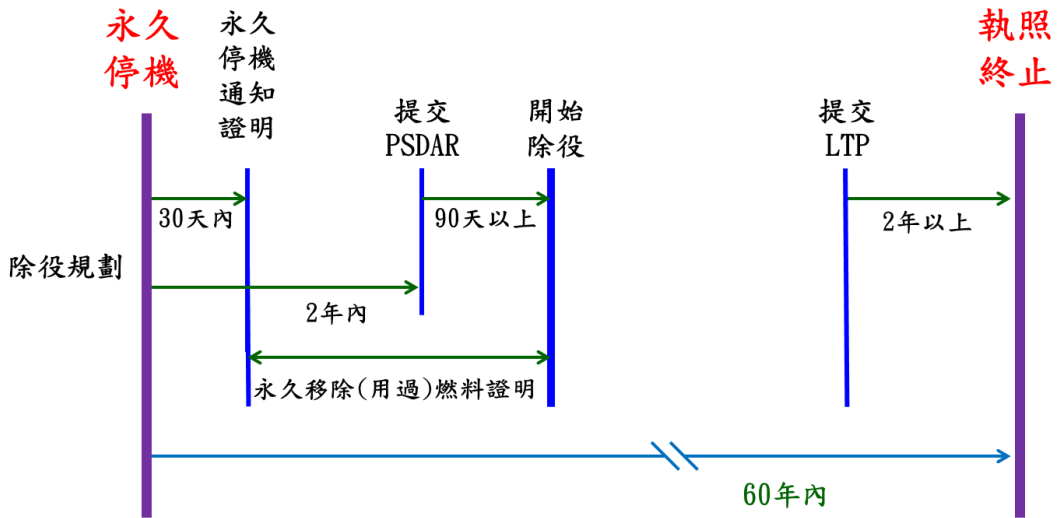 永久
停機
永久
停機
通知
證明
提交
PSDAR
開始
除役
提交
LTP
執照
終止
30天內
90天以上
2年以上
除役規劃
2年內
永久移除(用過)燃料證明
60年內